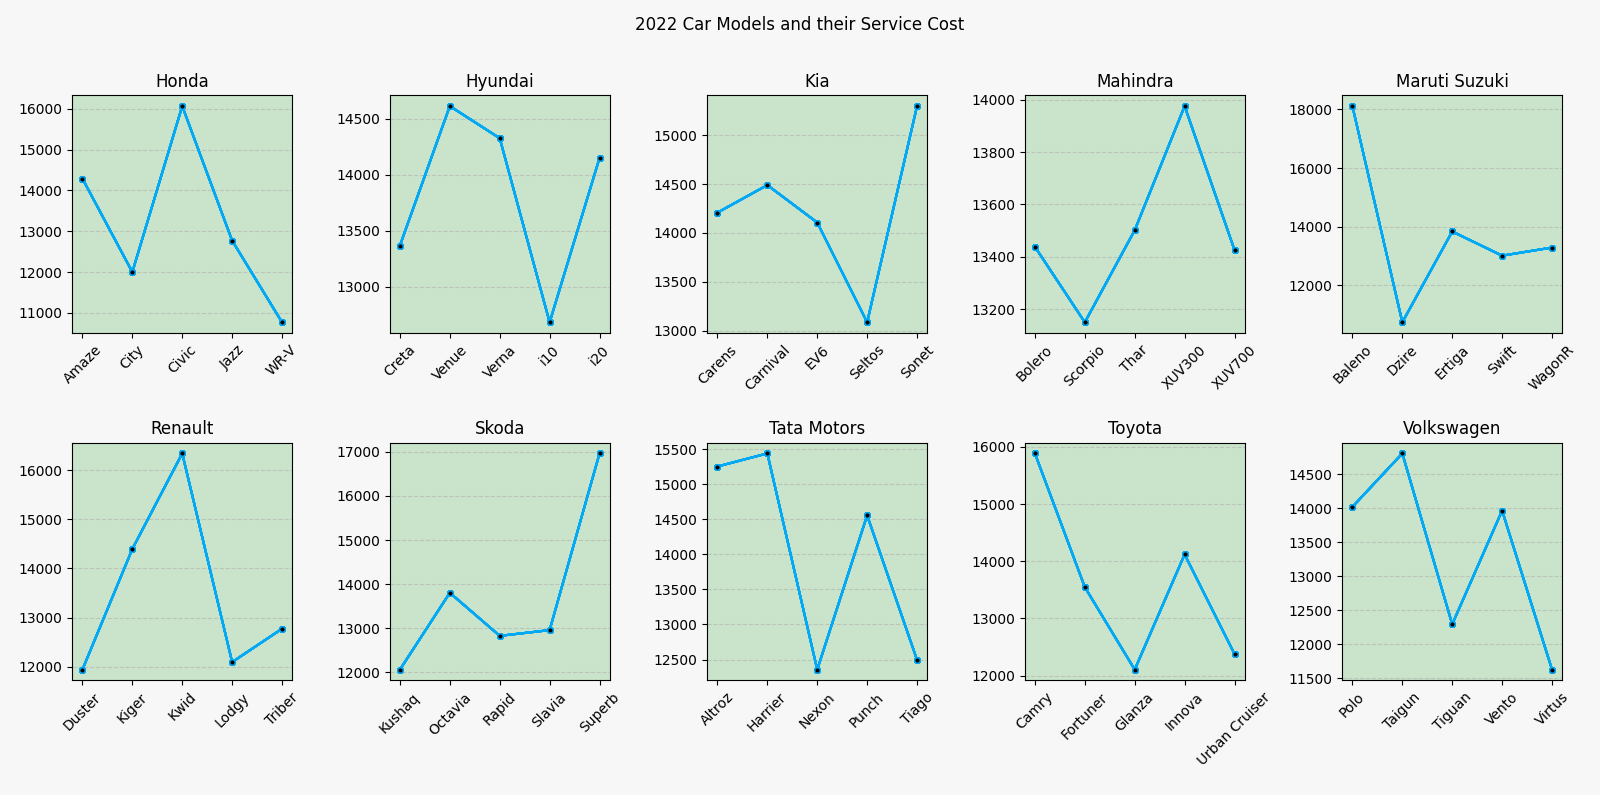 2022 Car Models and their Service Cost
Honda
16000
15000
14000
13000
12000
11000
Amaze
City
Civic
Jazz
WR-V
Hyundai
14500
14000
13500
13000
Creta
Venue
Verna
i10
i20
Kia
15000
14500
14000
13500
13000
Carens
Carnival
EV6
Seltos
Sonet
Mahindra
14000
13800
13600
13400
13200
Bolero
Scorpio
Thar
XUV300
XUV700
Maruti Suzuki
18000
16000
14000
12000
Baleno
Dzire
Ertiga
Swift
WagonR
Renault
16000
15000
14000
13000
12000
Duster
Kiger
Kwid
Lodgy
Triber
Skoda
17000
16000
15000
14000
13000
12000
Kushaq
Octavia
Rapid
Slavia
Superb
Tata Motors
15500
15000
14500
14000
13500
13000
12500
Altroz
Harrier
Nexon
Punch
Tiago
Toyota
16000
15000
14000
13000
12000
Camry
Fortuner
Glanza
Innova
Urban Cruiser
Volkswagen
14500
14000
13500
13000
12500
12000
11500
Polo
Taigun
Tiguan
Vento
Virtus